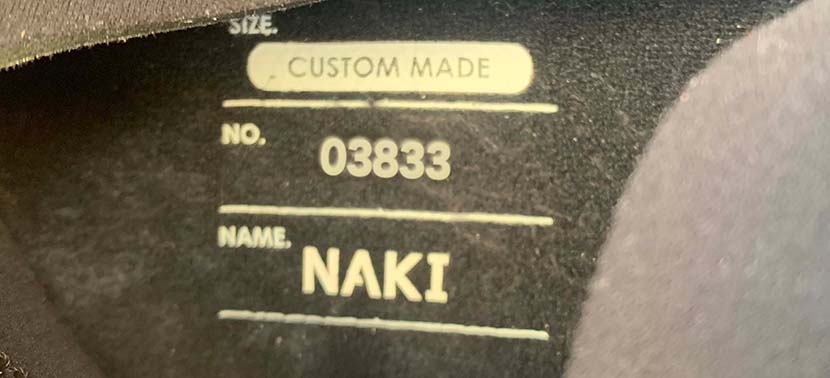 SIZE.
CUSTOM MADE
NO.
03833
NAME.
NAKI